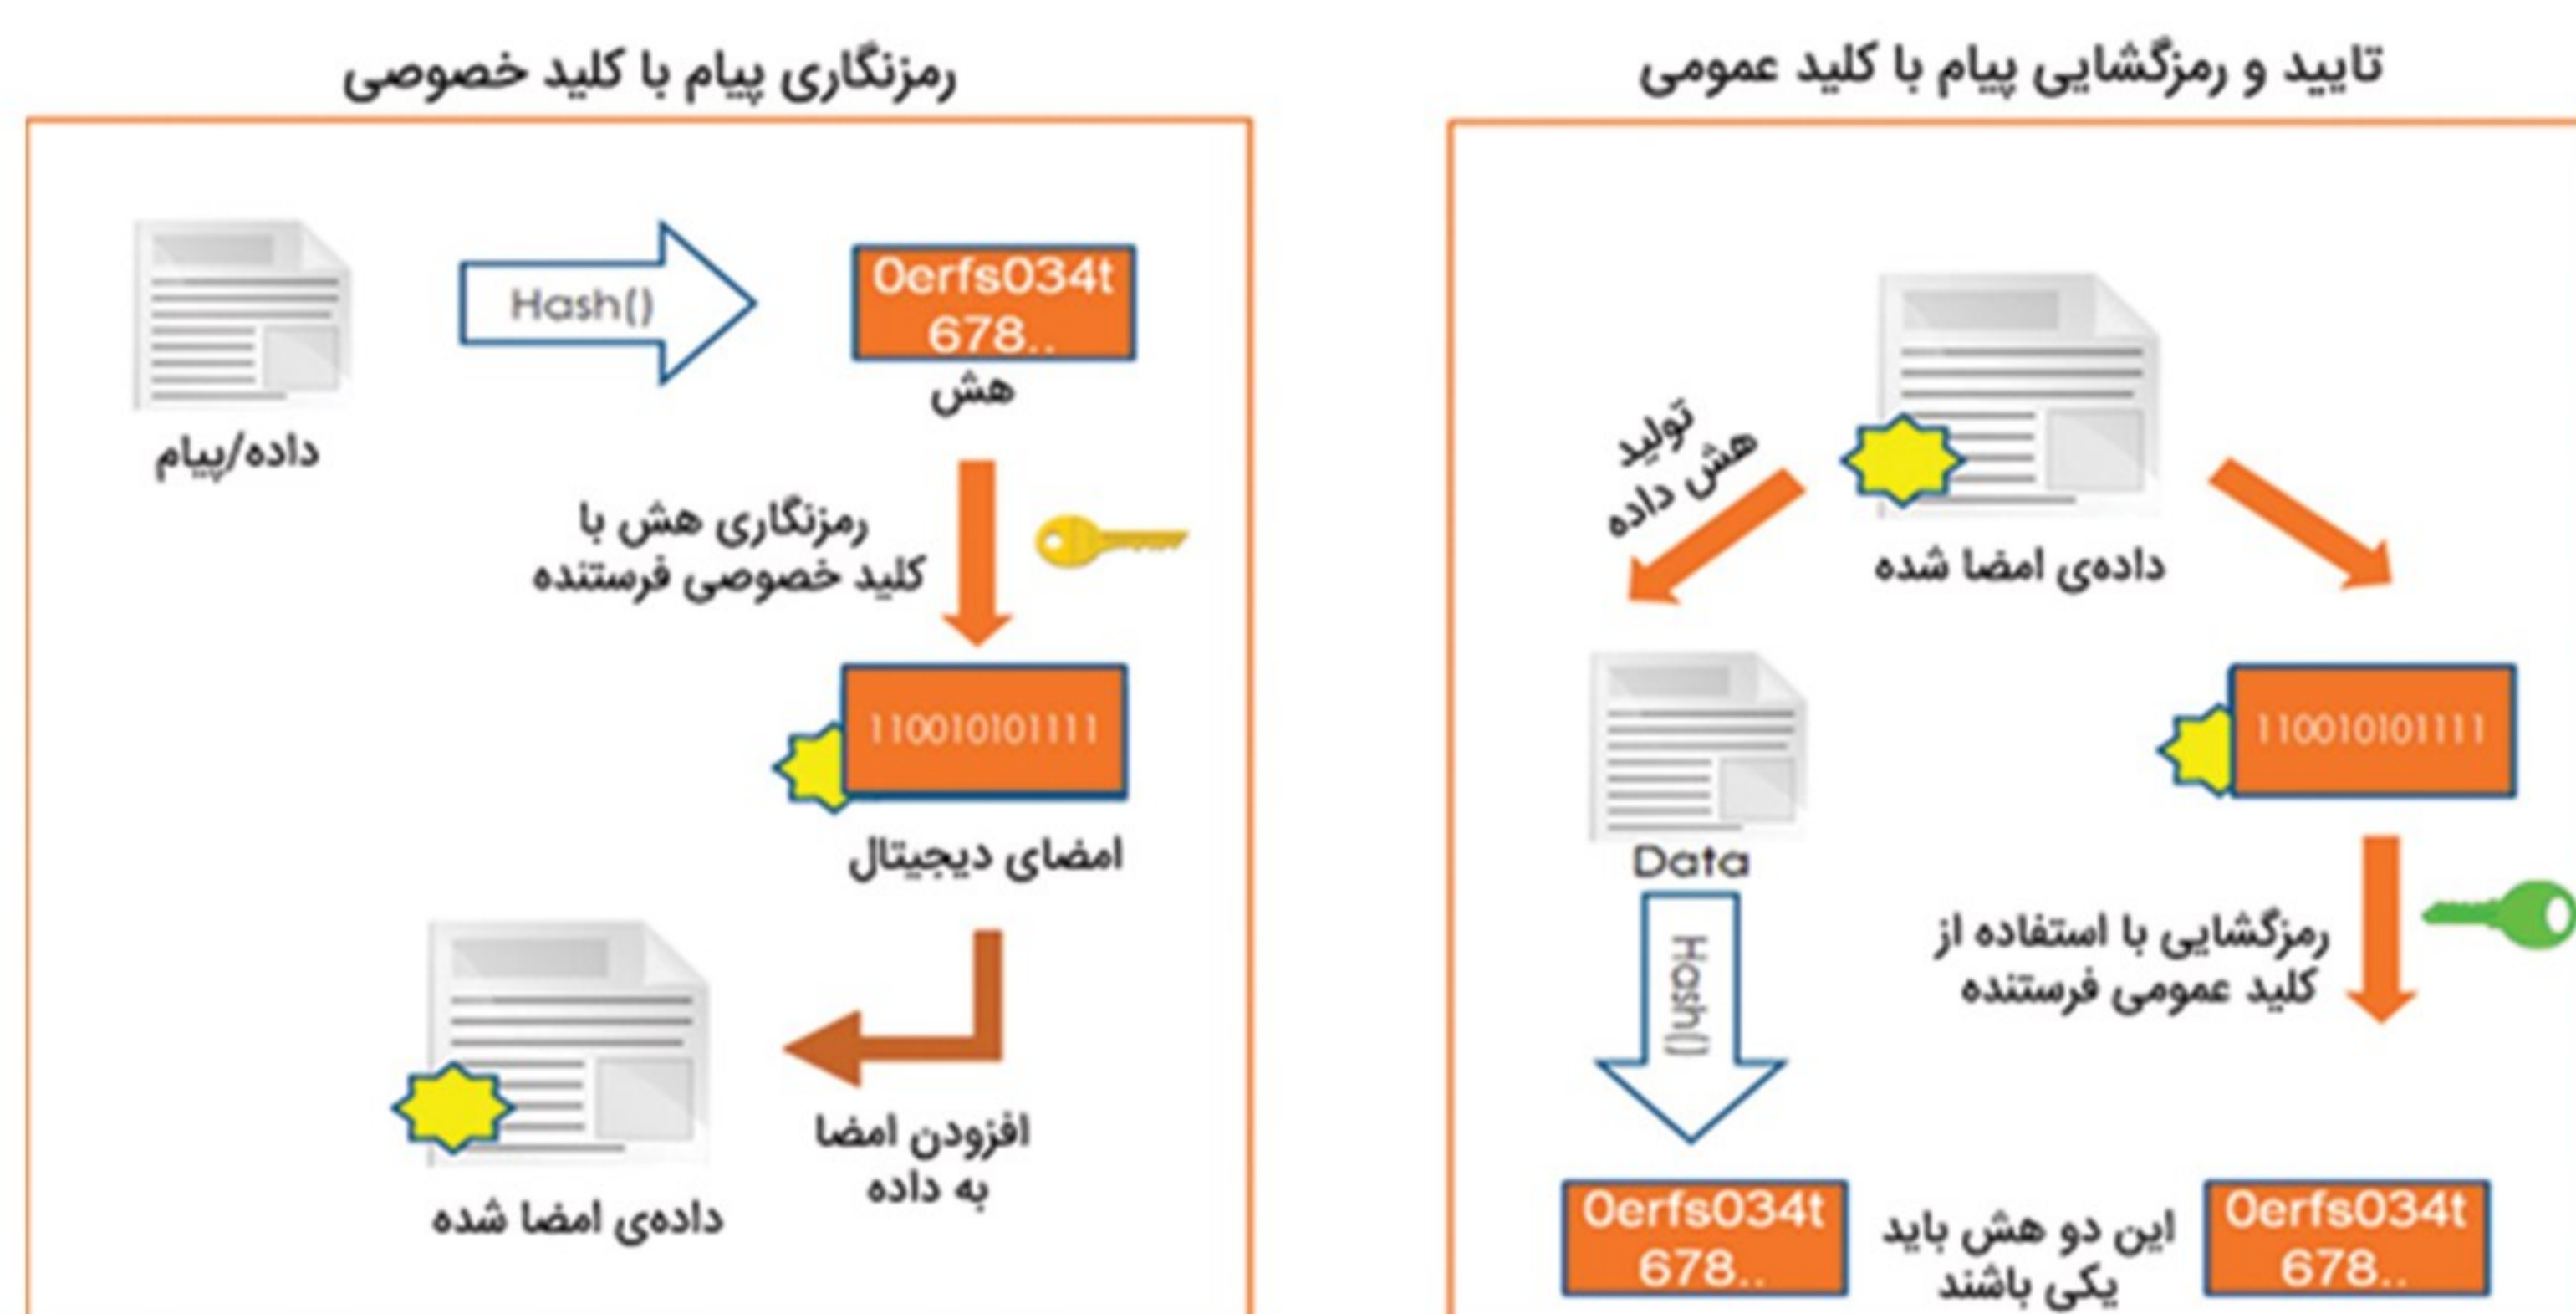 رمزنگاری پیام با کلید خصوصی
داده/پیام
Hash()
0erfs034t
678..
هش
رمزنگاری هش با
کلید خصوصی فرستنده
110010101111
امضای دیجیتال
افزودن امضا
به داده
داده‌ی امضا شده
تایید و رمزگشایی پیام با کلید عمومی
داده‌ی امضا شده
تولید
هش داده
Data
Hash()
0erfs034t
678..
110010101111
رمزگشایی با استفاده از
کلید عمومی فرستنده
0erfs034t
678..
این دو هش باید
یکی باشند